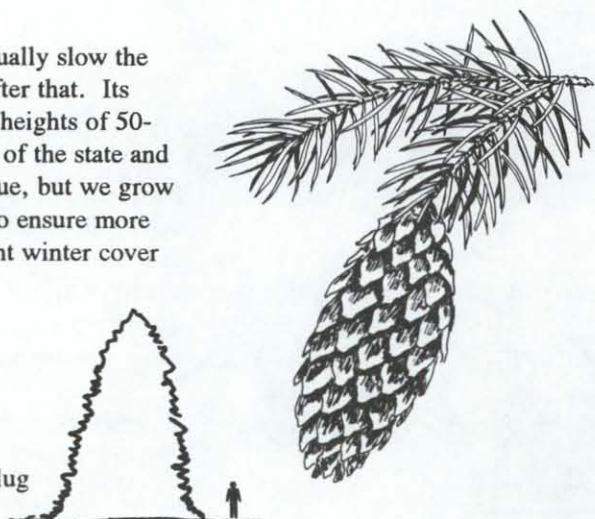 ually slow the
fter that. Its
heights of 50-
of the state and
ue, but we grow
o ensure more
nt winter cover
lug